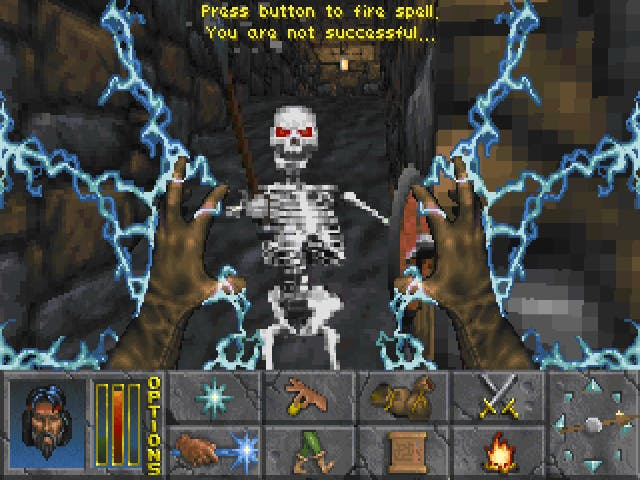 Press button to fire spell.
You are not successful...
OPTIONS